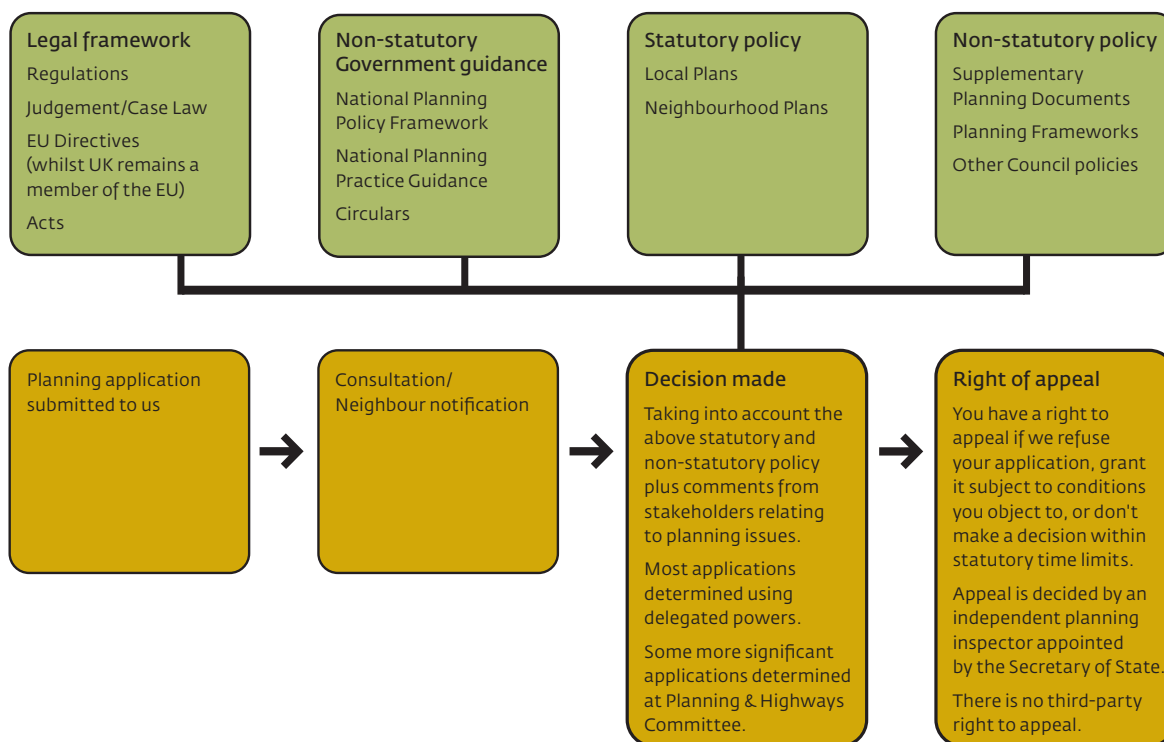 Legal framework
Regulations
Judgement/Case Law
EU Directives
(whilst UK remains a
member of the EU)
Acts
Non-statutory
Government guidance
National Planning
Policy Framework
National Planning
Practice Guidance
Circulars
Statutory policy
Local Plans
Neighbourhood Plans
Non-statutory policy
Supplementary
Planning Documents
Planning Frameworks
Other Council policies
Planning application
submitted to us
Consultation/
Neighbour notification
Decision made
Taking into account the
above statutory and
non-statutory policy
plus comments from
stakeholders relating
to planning issues.
Most applications
determined using
delegated powers.
Some more significant
applications determined
at Planning & Highways
Committee.
Right of appeal
You have a right to
appeal if we refuse
your application, grant
it subject to conditions
you object to, or don't
make a decision within
statutory time limits.
Appeal is decided by an
independent planning
inspector appointed
by the Secretary of State.
There is no third-party
right to appeal.